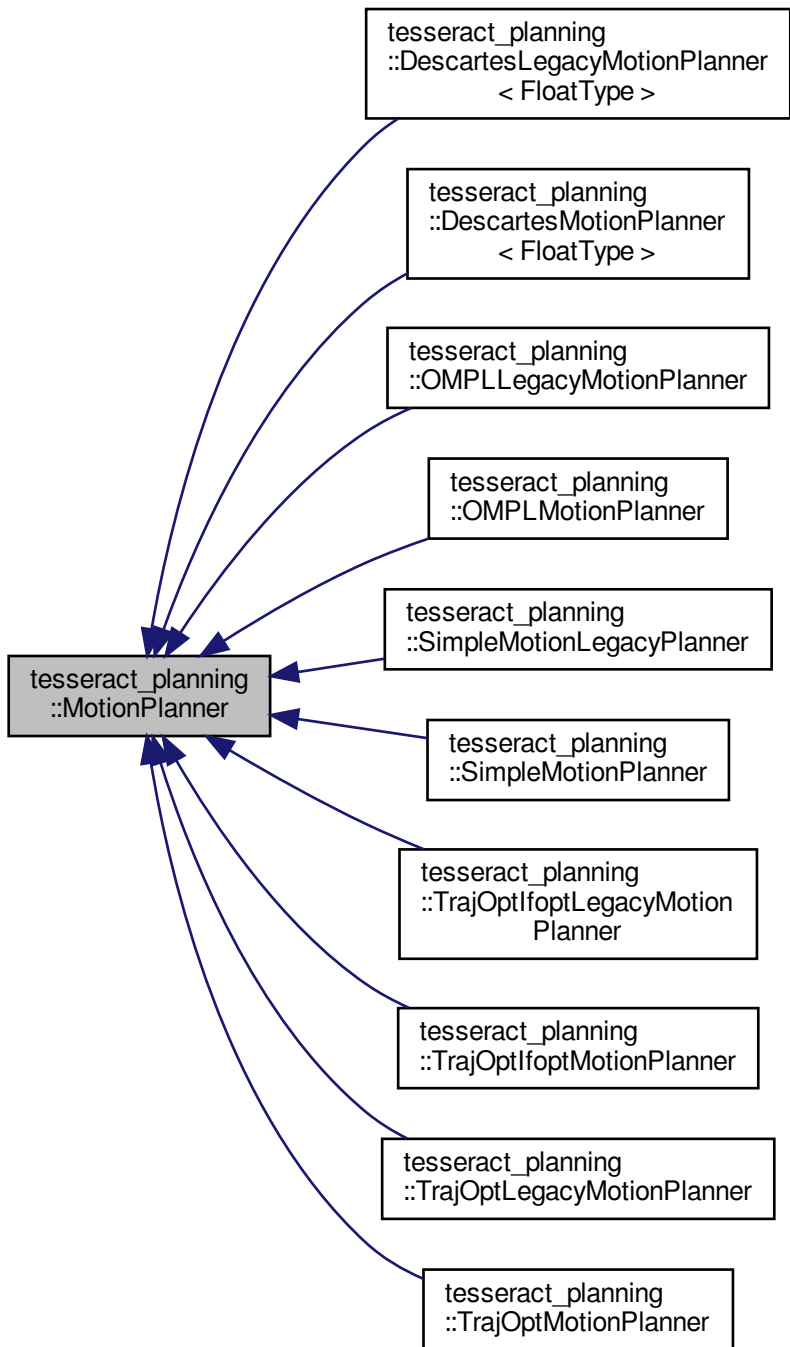 tesseract_planning
::DescartesLegacyMotionPlanner
< FloatType >
tesseract_planning
::DescartesMotionPlanner
< FloatType >
tesseract_planning
::OMPLLegacyMotionPlanner
tesseract_planning
::OMPLMotionPlanner
tesseract_planning
::SimpleMotionLegacyPlanner
tesseract_planning
::MotionPlanner
tesseract_planning
::SimpleMotionPlanner
tesseract_planning
::TrajOptIfoptLegacyMotion
Planner
tesseract_planning
::TrajOptIfoptMotionPlanner
tesseract_planning
::TrajOptLegacyMotionPlanner
tesseract_planning
::TrajOptMotionPlanner